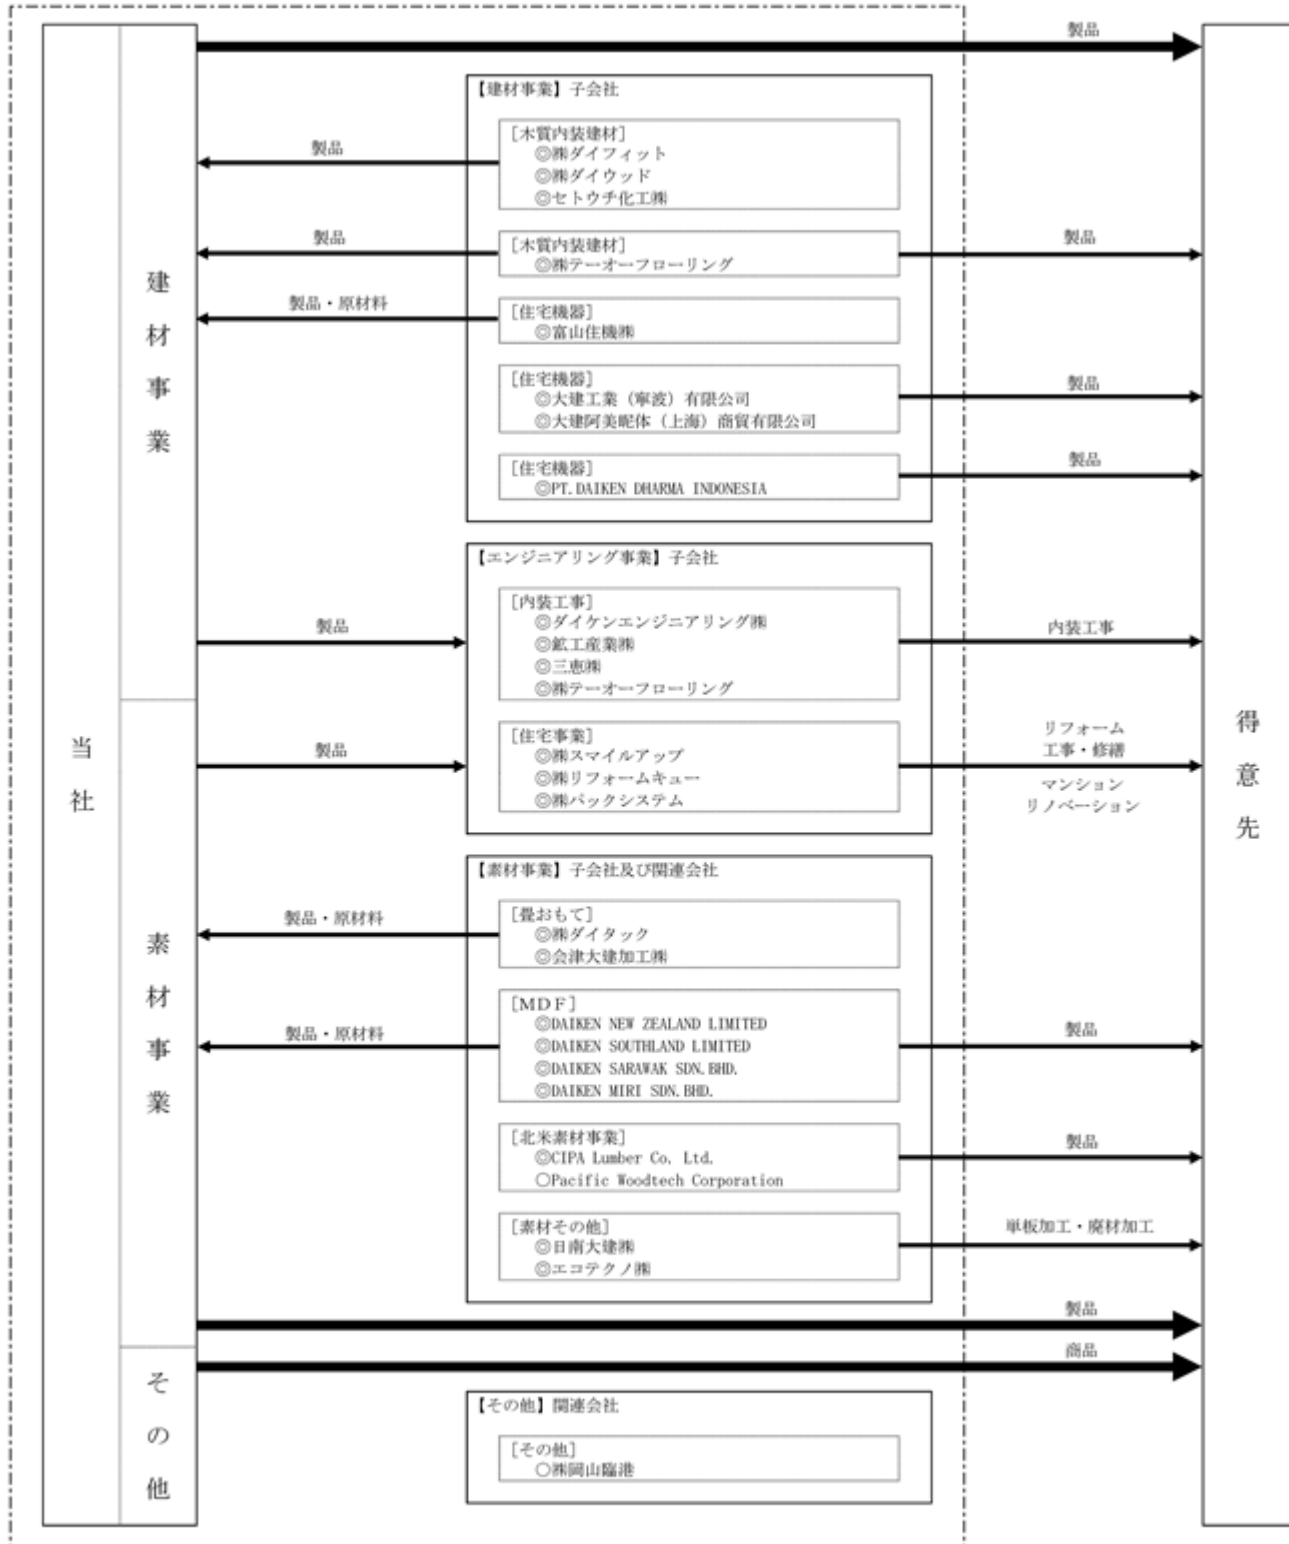 製品
【建材事業】子会社
［木質内装建材］
◎㈱ダイフィット
◎㈱ダイウッド
◎セトウチ化工㈱
製品
［木質内装建材］
◎㈱テーオーフローリング
製品
製品
［住宅機器］
◎富山住機㈱
製品・原材料
［住宅機器］
◎大建工業（寧波）有限公司
◎大建阿美昵体（上海）商貿有限公司
製品
［住宅機器］
◎PT.DAIKEN DHARMA INDONESIA
製品
建材事業
【エンジニアリング事業】子会社
［内装工事］
◎ダイケンエンジニアリング㈱
◎鉱工産業㈱
◎三恵㈱
◎㈱テーオーフローリング
製品
内装工事
［住宅事業］
◎㈱スマイルアップ
◎㈱リフォームキュー
◎㈱パックシステム
製品
リフォーム
工事・修繕
マンション
リノベーション
当社
得意先
【素材事業】子会社及び関連会社
［畳おもて］
◎㈱ダイタック
◎会津大建加工㈱
製品・原材料
［ＭＤＦ］
◎DAIKEN NEW ZEALAND LIMITED
◎DAIKEN SOUTHLAND LIMITED
◎DAIKEN SARAWAK SDN.BHD.
◎DAIKEN MIRI SDN.BHD.
製品・原材料
製品
素材事業
［北米素材事業］
◎CIPA Lumber Co. Ltd.
○Pacific Woodtech Corporation
製品
［素材その他］
◎日南大建㈱
◎エコテクノ㈱
単板加工・廃材加工
製品
商品
その他
【その他】関連会社
［その他］
○㈱岡山臨港